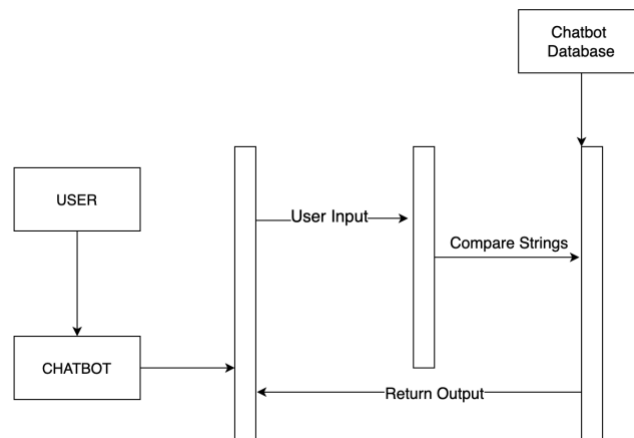 Chatbot
Database
USER
User Input
Compare Strings
CHATBOT
Return Output